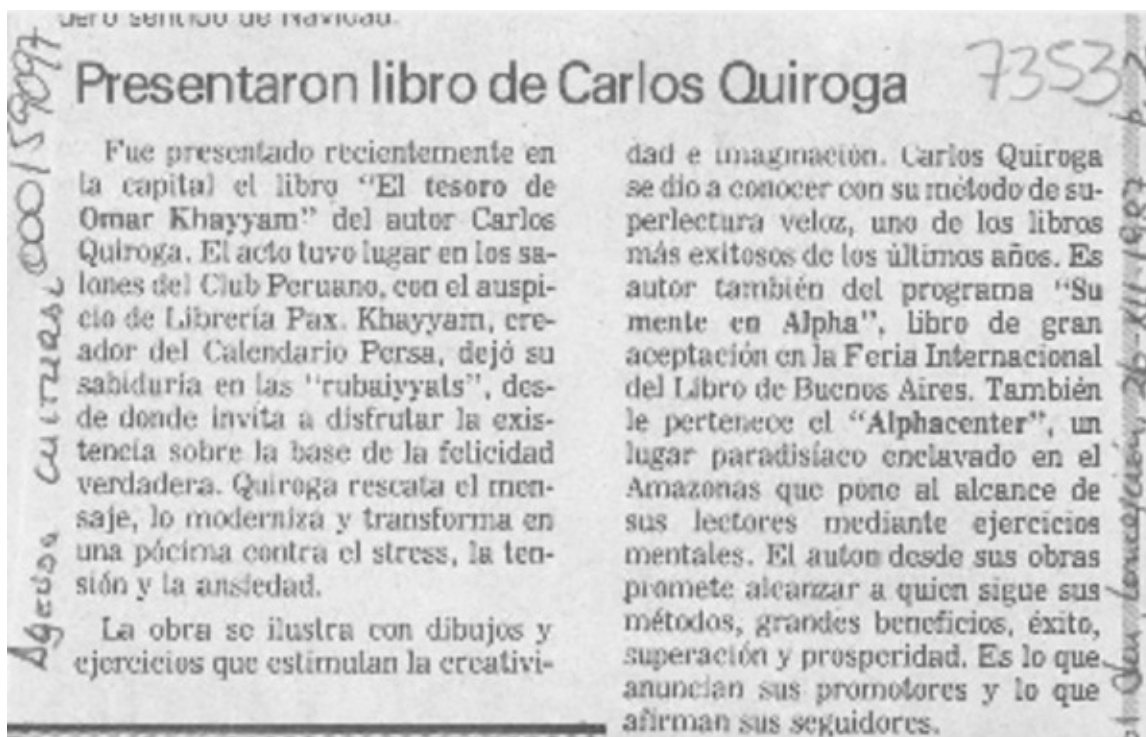 dero sentido de Navidad.
7353
Presentaron libro de Carlos Quiroga
Fue presentado recientemente en
la capital el libro "El tesoro de
Omar Khayyam" del autor Carlos
Quiroga. El acto tuvo lugar en los sa-
lones del Club Peruano, con el auspi-
cio de Librería Pax. Khayyam, cre-
ador del Calendario Persa, dejó su
sabiduría en las "rubaiyyats", des-
de donde invita a disfrutar la exis-
tencia sobre la base de la felicidad
verdadera. Quiroga rescata el men-
saje, lo moderniza y transforma en
una pócima contra el stress, la ten-
sión y la ansiedad.
La obra se ilustra con dibujos y
ejercicios que estimulan la creativi-
dad e imaginación. Carlos Quiroga
se dio a conocer con su método de su-
perlectura veloz, uno de los libros
más exitosos de los últimos años. Es
autor también del programa "Su
mente en Alpha", libro de gran
aceptación en la Feria Internacional
del Libro de Buenos Aires. También
le pertenece el "Alphacenter", un
lugar paradisíaco enclavado en el
Amazonas que pone al alcance de
sus lectores mediante ejercicios
mentales. El auton desde sus obras
promete alcanzar a quien sigue sus
métodos, grandes beneficios, éxito,
superación y prosperidad. Es lo que
anuncian sus promotores y lo que
afirman sus seguidores.
000159097